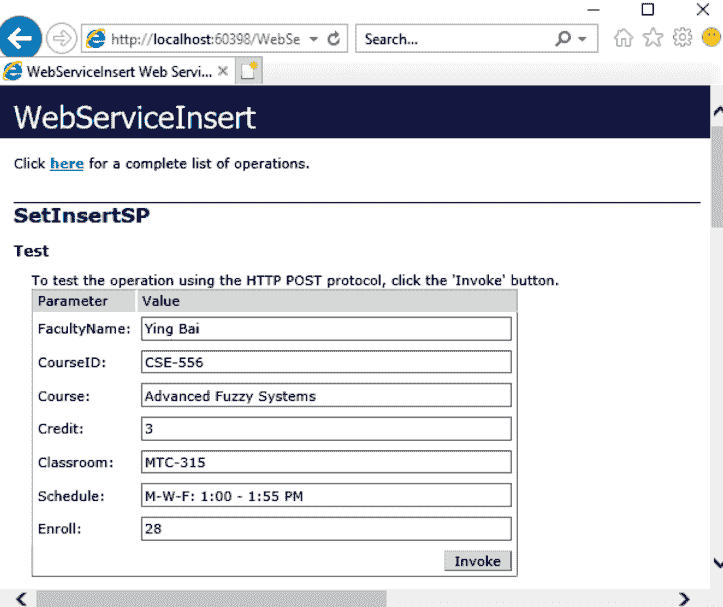 http://localhost:60398/WebSe
Search...
WebServiceInsert Web Servi...
WebServiceInsert
Click here for a complete list of operations.
SetInsertSP
Test
To test the operation using the HTTP POST protocol, click the 'Invoke' button.
Parameter Value
FacultyName: Ying Bai
CourseID: CSE-556
Course: Advanced Fuzzy Systems
Credit: 3
Classroom: MTC-315
Schedule: M-W-F: 1:00 - 1:55 PM
Enroll: 28
Invoke